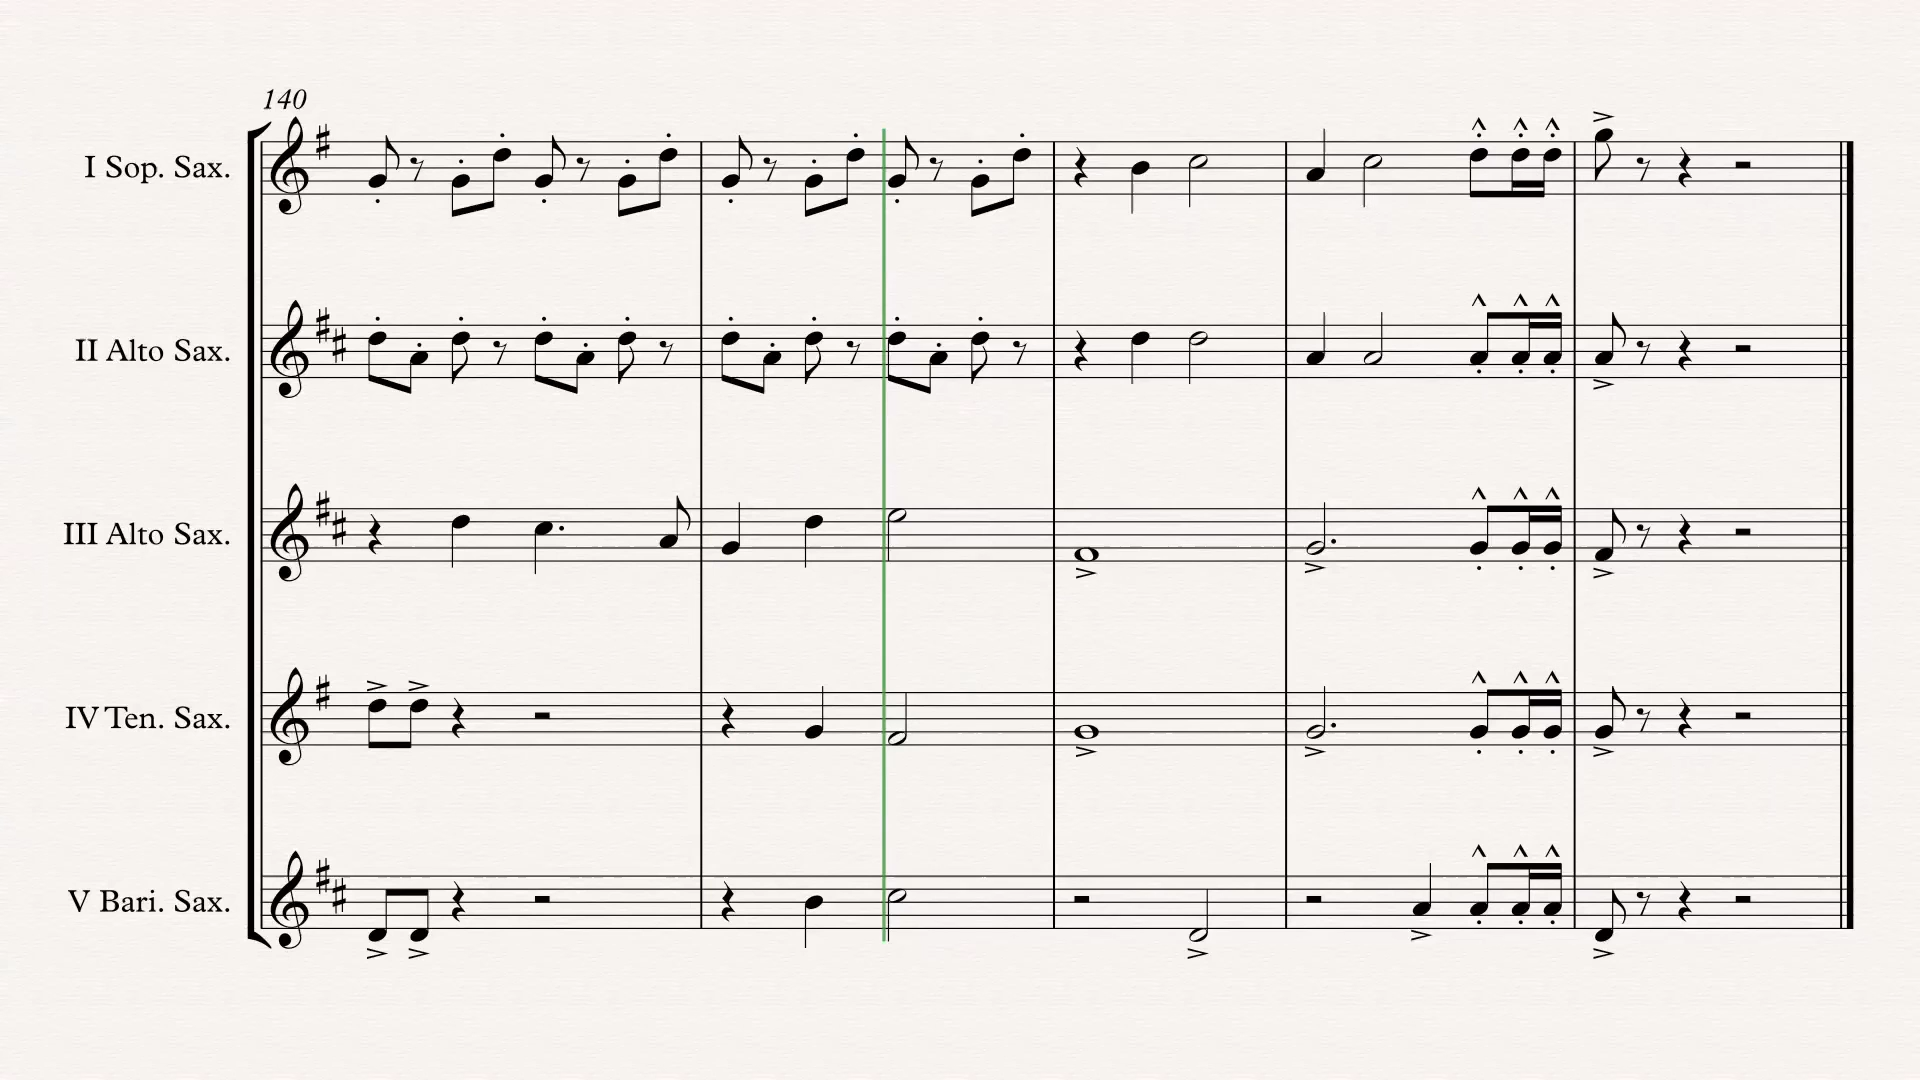 140
I Sop. Sax.
II Alto Sax.
III Alto Sax.
IV Ten. Sax.
V Bari. Sax.